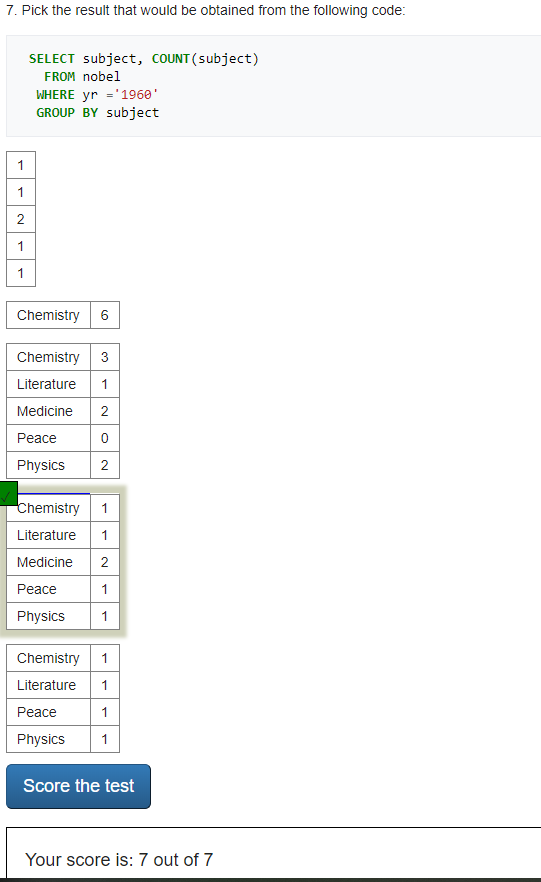 7. Pick the result that would be obtained from the following code:
SELECT subject, COUNT(subject)
FROM nobel
WHERE yr ='1960'
GROUP BY subject
1
1
2
1
1
Chemistry 6
Chemistry 3
Literature 1
Medicine 2
Peace 0
Physics 2
Chemistry 1
Literature 1
Medicine 2
Peace 1
Physics 1
Chemistry 1
Literature 1
Peace 1
Physics 1
Score the test
Your score is: 7 out of 7